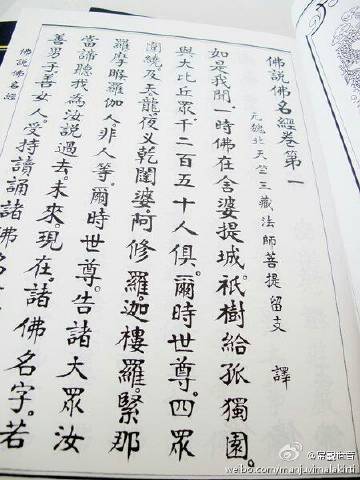 佛說佛名經卷第一
元魏北天竺三藏法師菩提留支 譯
如是我聞。一時佛在舍婆提城。祇樹給孤獨園。
與大比丘眾。千二百五十人俱。爾時世尊。四眾
圍繞及天龍。夜叉乾闥婆。阿修羅。迦樓羅。緊那
羅。摩睺羅伽人。非人等。爾時世尊。告諸大眾汝
當諦聽我為汝說過去。未來。現在。諸佛名字。若
善男子善女人受持讀誦諸佛名
佛說佛名經
weibo.com/manjuvimalakirti